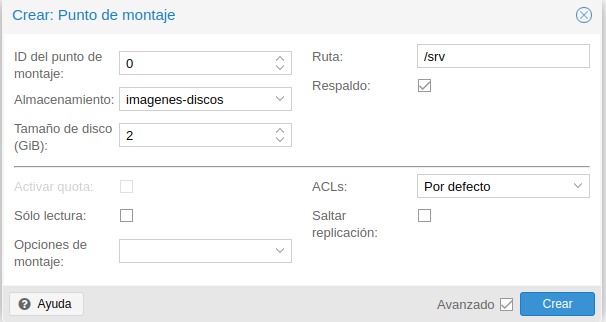 Crear: Punto de montaje
ID del punto de
montaje:
0
Almacenamiento:
imagenes-discos
Tamaño de disco
(GiB):
2
Ruta:
/srv
Respaldo:
Activar quota:
Sólo lectura:
Opciones de
montaje:
ACLs:
Por defecto
Saltar
replicación:
Ayuda
Avanzado
Crear